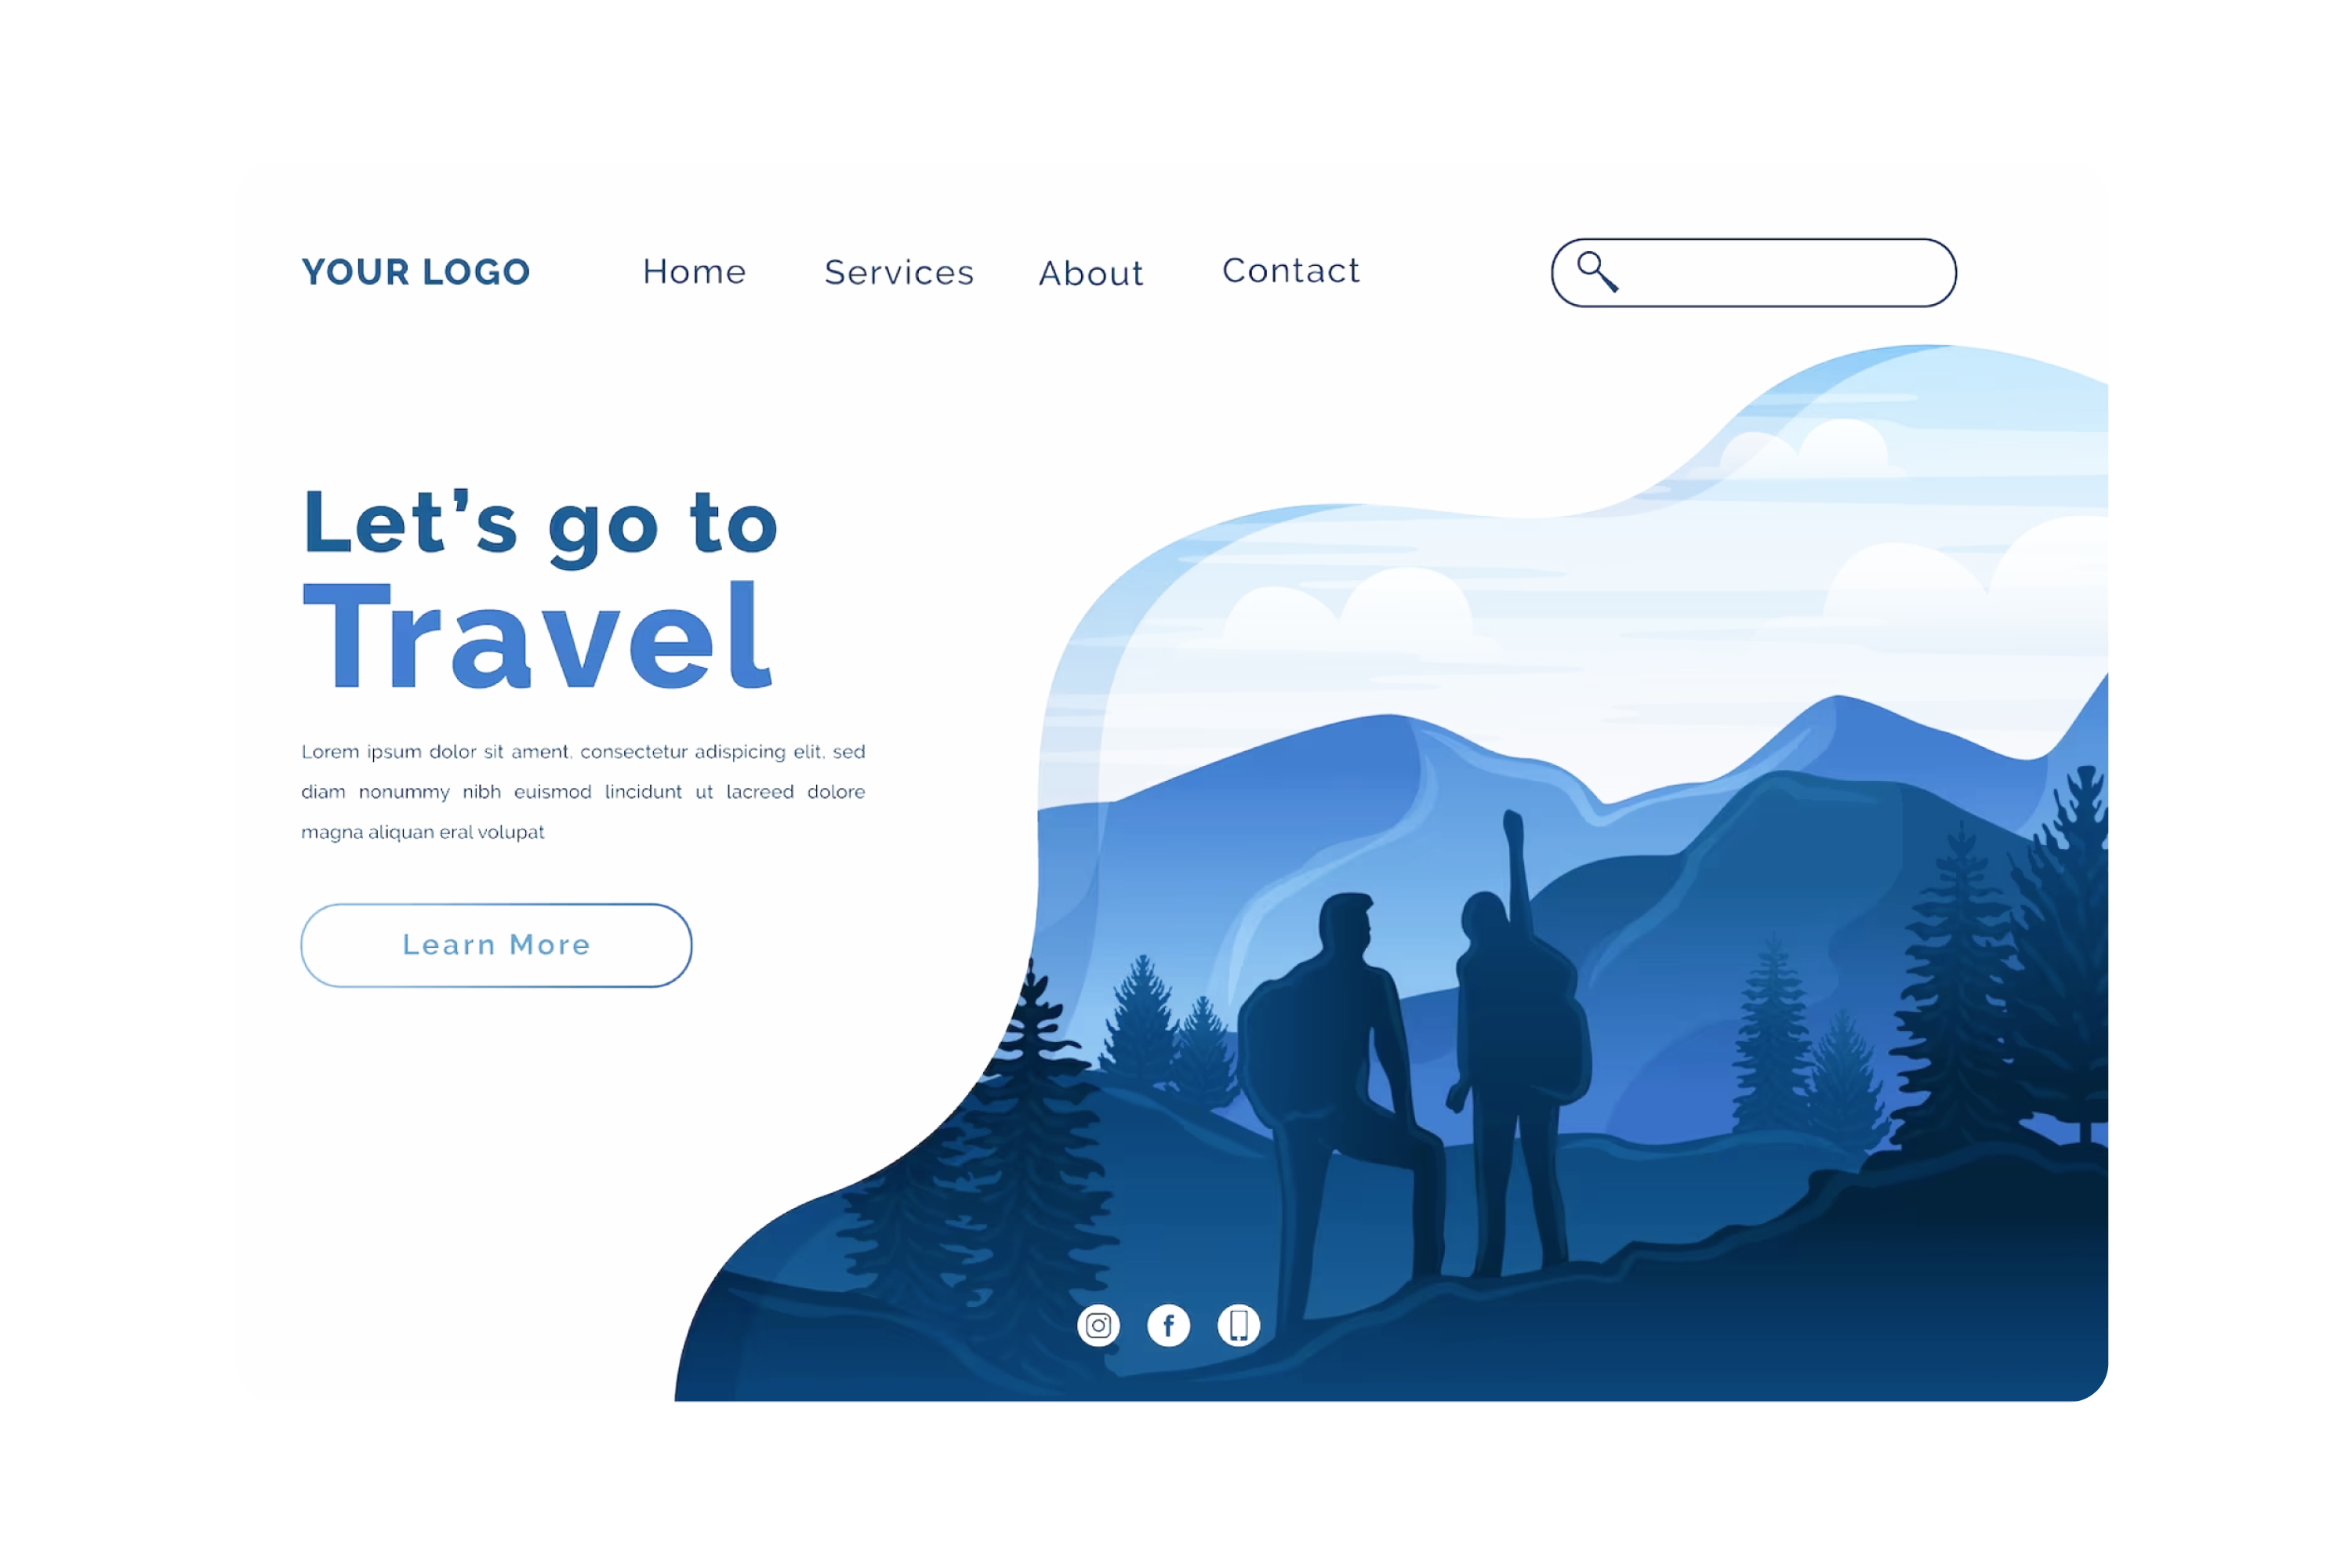 YOUR LOGO Home Services About Contact
Let’s go to
Travel
Lorem ipsum dolor sit ament, consectetur adispicing elit, sed
diam nonummy nibh euismod lincidunt ut lacreed dolore
magna aliquan eral volupat
Learn More